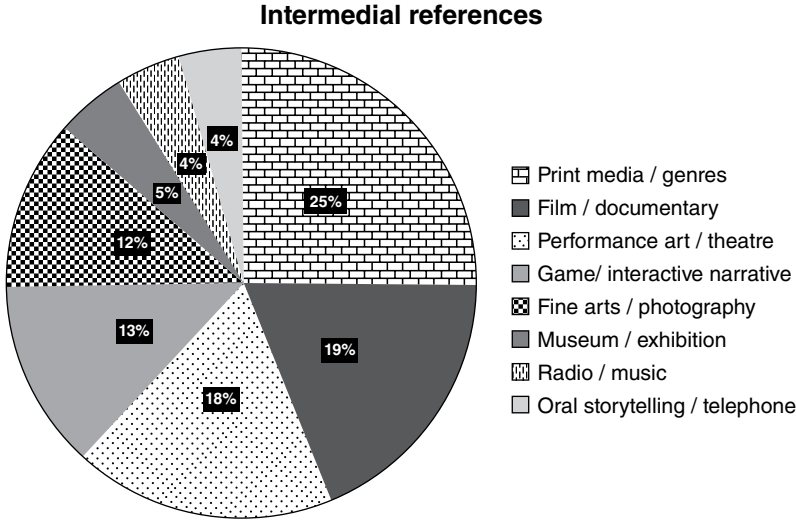 Intermedial references
4%
4%
25%
5%
12%
13%
19%
18%
Print media / genres
Film / documentary
Performance art / theatre
Game/ interactive narrative
Fine arts / photography
Museum / exhibition
Radio / music
Oral storytelling / telephone